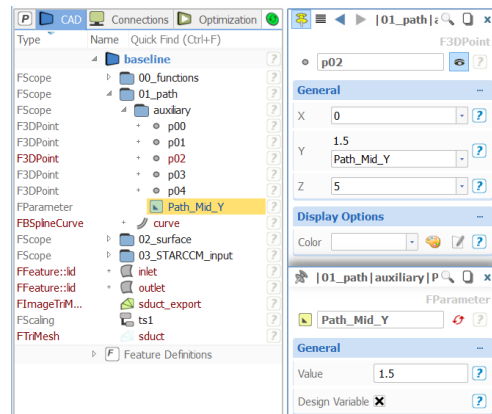 CAD Connections Optimization
Type Name Quick Find (Ctrl+F)
baseline ?
FScope 00_functions ?
FScope 01_path ?
FScope auxiliary ?
F3DPoint p00 ?
F3DPoint p01 ?
F3DPoint p02 ?
F3DPoint p03 ?
F3DPoint p04 ?
FParameter Path_Mid_Y ?
FBSplineCurve curve ?
FScope 02_surface ?
FScope 03_STARCCM_input ?
FFeature::lid inlet ?
FFeature::lid outlet ?
FImageTriM... sduct_export ?
FScaling ts1 ?
FTriMesh sduct ?
F Feature Definitions ?
|01_path|a
F3DPoint
p02 ?
General ...
X 0 ?
1.5
Y Path_Mid_Y ?
Z 5 ?
Display Options ...
Color ?
|01_path|auxiliary|P x
FParameter
Path_Mid_Y ?
General ...
Value 1.5 ?
Design Variable ?